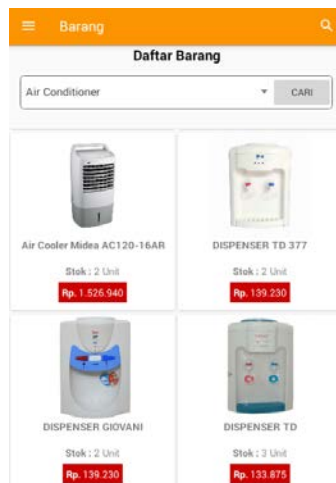 Barang
Daftar Barang
Air Conditioner
CARI
Air Cooler Midea AC120-16AR
DISPENSER TD 377
Stok : 2 Unit
Stok : 2 Unit
Rp. 1.526.940
Rp. 139.230
DISPENSER GIOVANI
DISPENSER TD
Stok : 2 Unit
Stok : 3 Unit
Rp. 139.230
Rp. 133.875